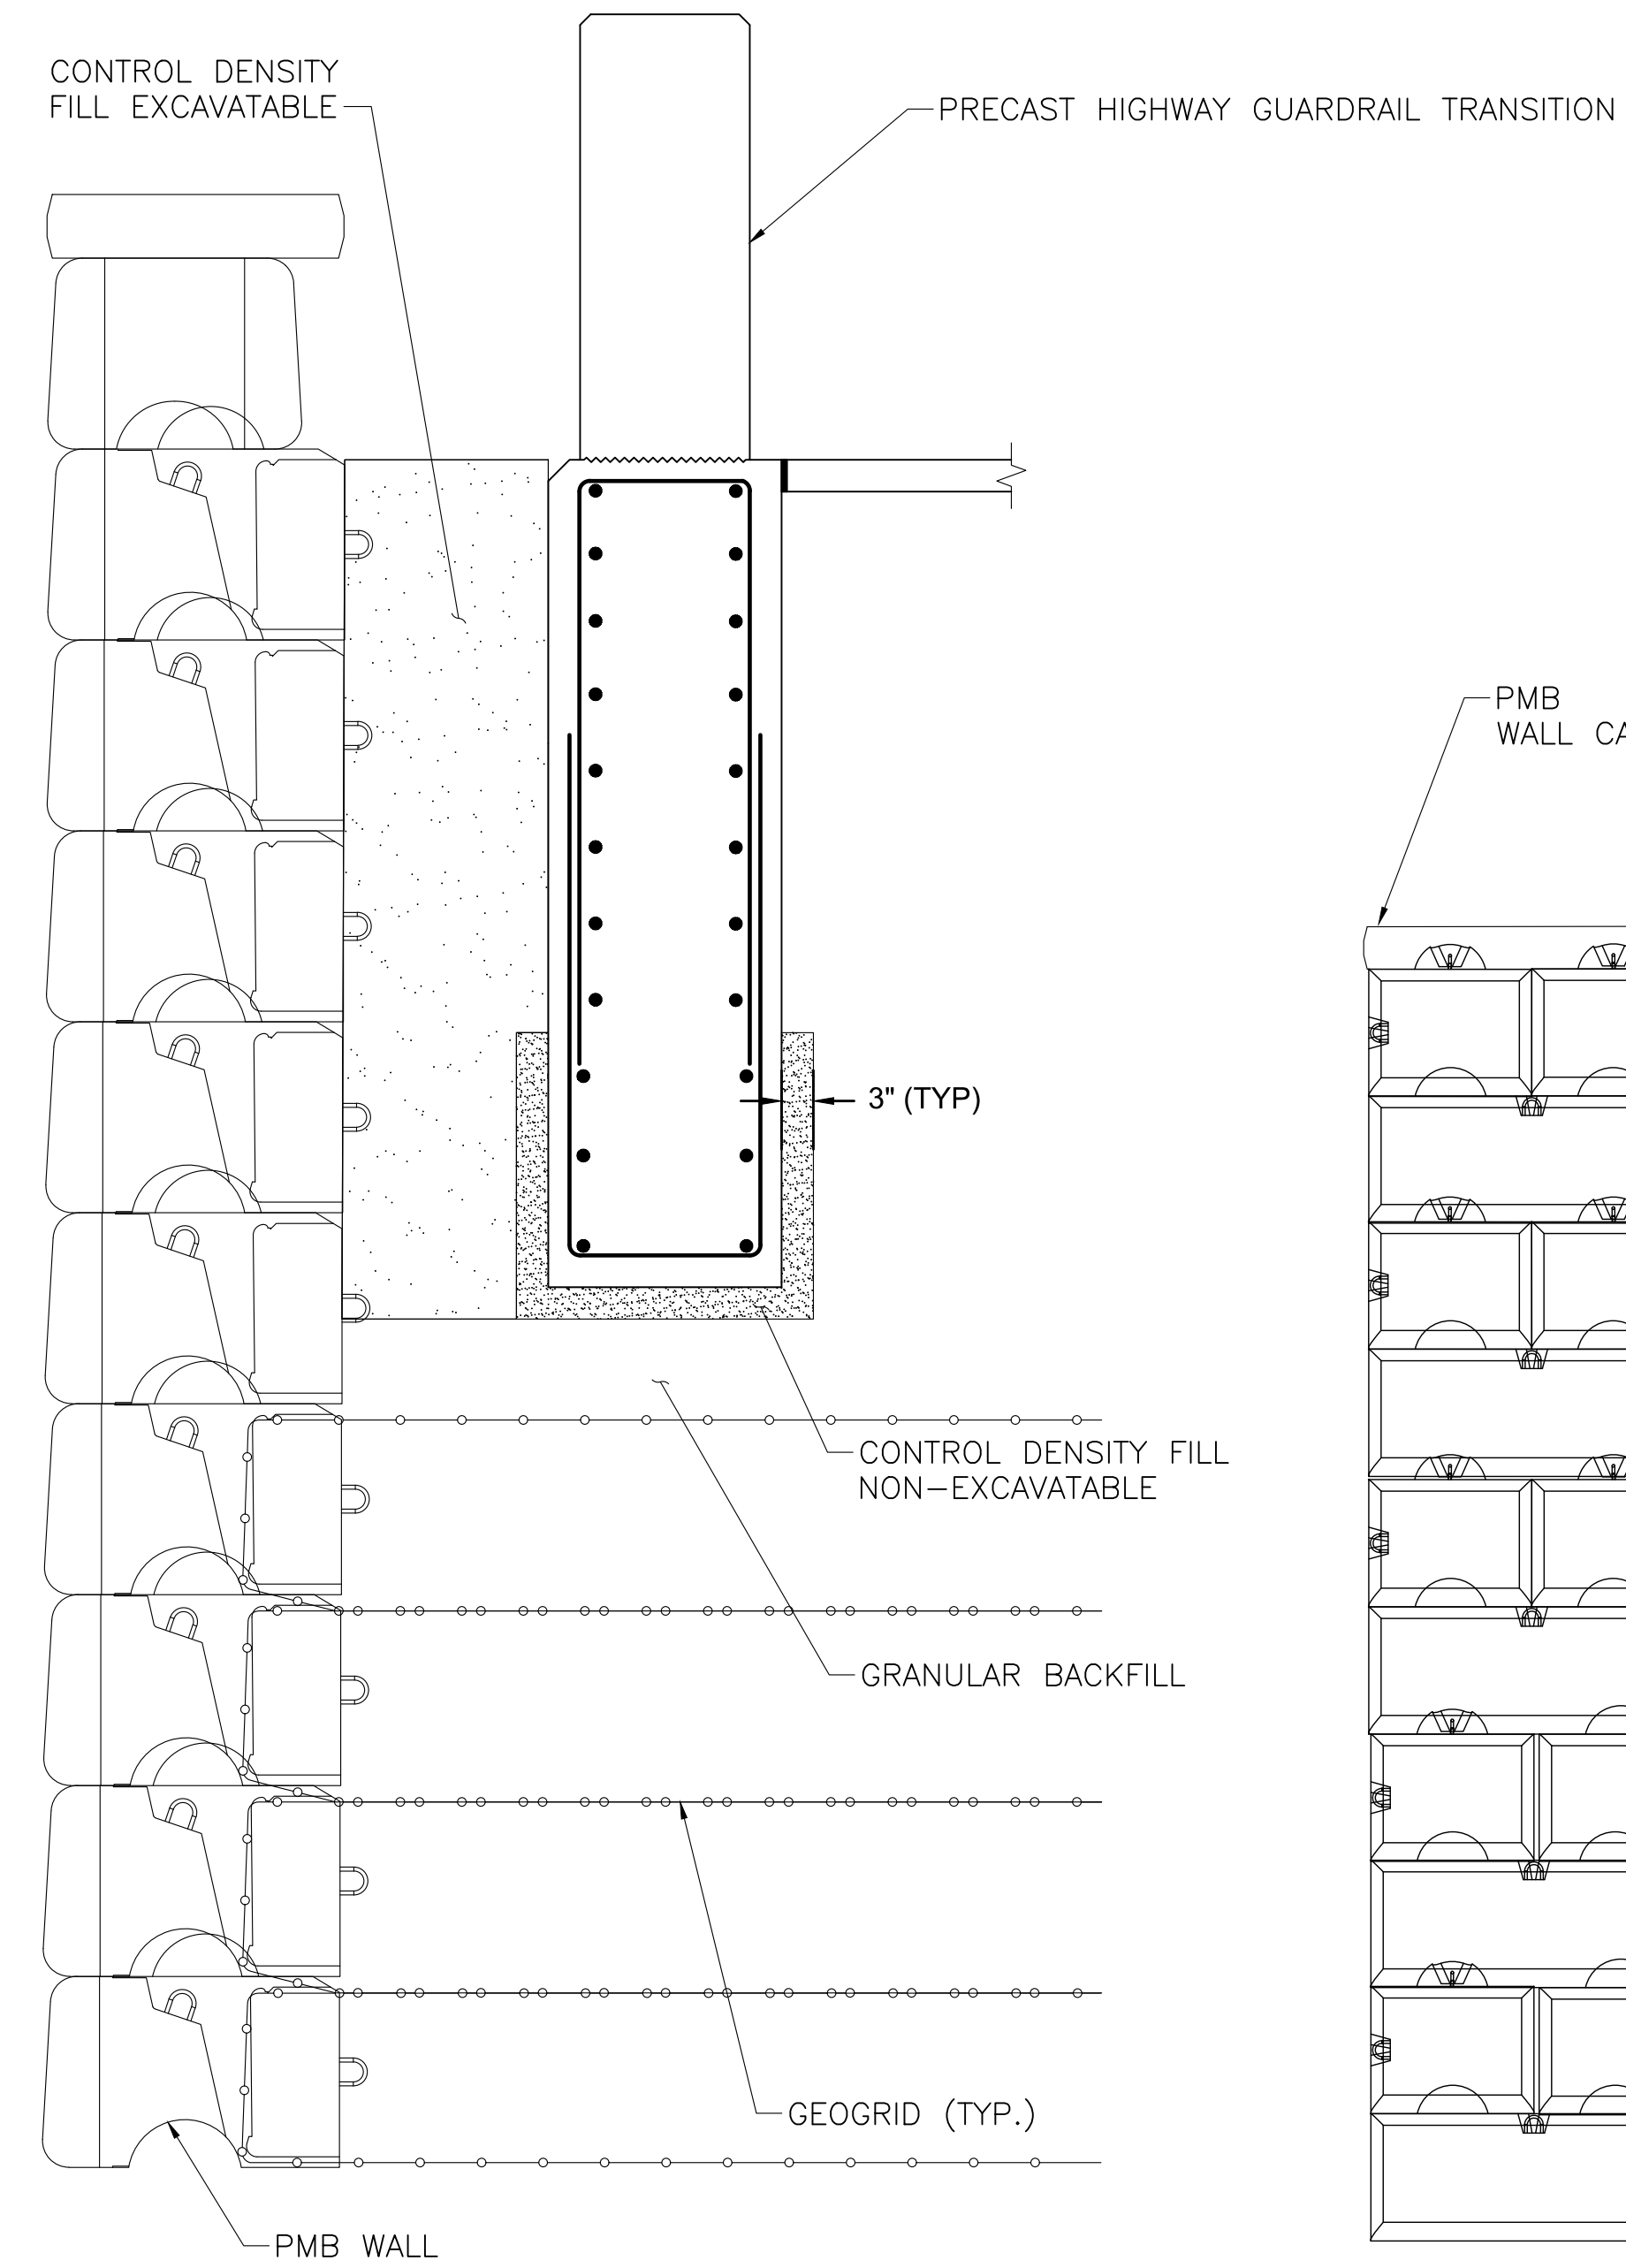 CONTROL DENSITY
FILL EXCAVATABLE
PRECAST HIGHWAY GUARDRAIL TRANSITION
PMB
WALL
3" (TYP)
CONTROL DENSITY FILL
NON-EXCAVATABLE
GRANULAR BACKFILL
GEOGRID (TYP.)
PMB WALL